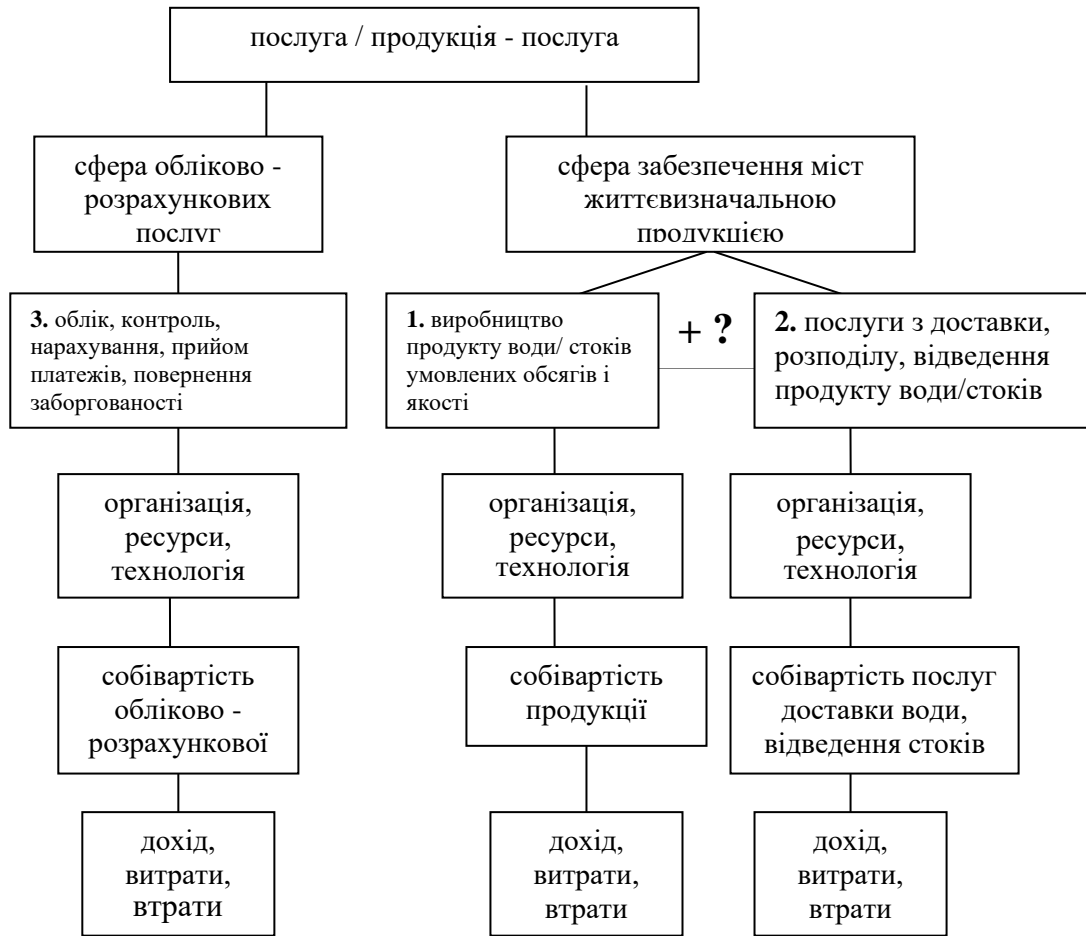 послуга / продукція - послуга
сфера обліково -
розрахункових
послуг
сфера забезпечення міст
життєвизначальною
продукцією
3. облік, контроль,
нарахування, прийом
платежів, повернення
заборгованості
1. виробництво
продукту води/ стоків
умовлених обсягів і
якості
+ ?
2. послуги з доставки,
розподілу, відведення
продукту води/стоків
організація,
ресурси,
технологія
організація,
ресурси,
технологія
організація,
ресурси,
технологія
собівартість
обліково -
розрахункової
собівартість
продукції
собівартість послуг
доставки води,
відведення стоків
дохід,
витрати,
втрати
дохід,
витрати,
втрати
дохід,
витрати,
втрати